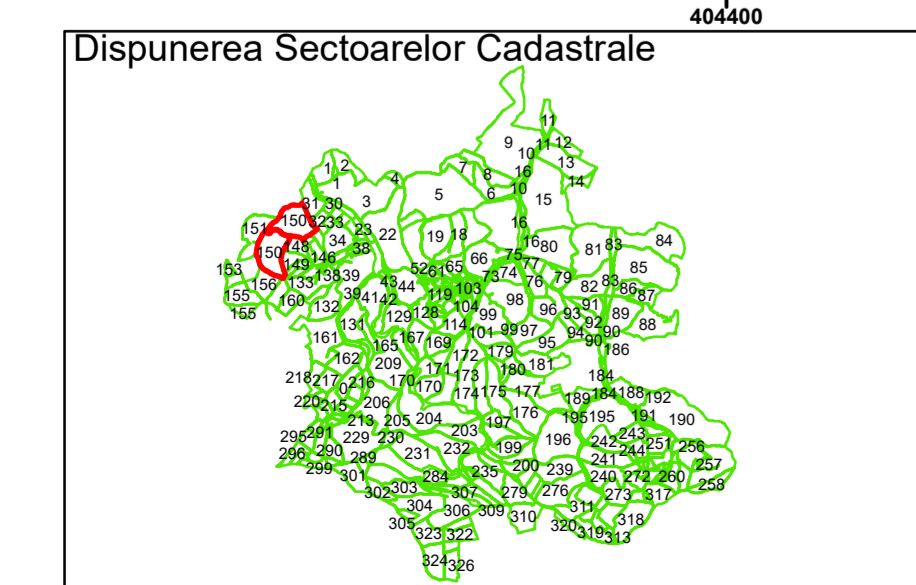 404400
Dispunerea Sectoarelor Cadastrale
11
9 11 12
10 13
1 2 7 8 16 14
1 4 6 10 15
31 30 3 5
151 150 32 33 23 22 19 18 16
34 38 16 80 81 83 84
150 148 146 66 75 77
153 149 52 61 65 73 74 76 79 85
156 133 138 39 43 44 103 82 83 86 87
155 160 39 41 42 119 104 98 96 91
155 132 129 128 99 93 92 89 88
161 131 114 101 99 97 94 90 90
165 167 169 95 186
162 209 172 179
218 217 216 171 173 180 181 184
0 170 170 174 175 177 189 184 188 192
220 215 206 176 195 195 191 190
213 205 204 197
295 291 229 230 203 196 242 243 251 256
296 290 289 231 232 199 241 244 257
299 301 284 235 200 239 240 272 260 258
302 303 307 279 276 273 317
304 306 309 310 311 318
305 323 322 320 319 313
324 326